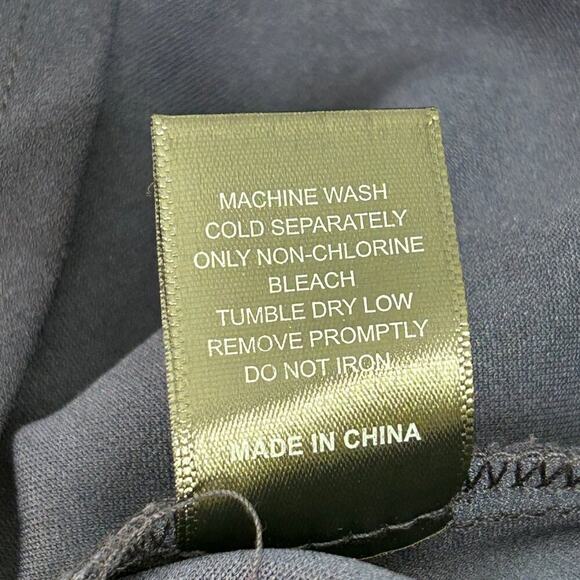 MACHINE WASH
COLD SEPARATELY
ONLY NON-CHLORINE
BLEACH
TUMBLE DRY LOW
REMOVE PROMPTLY
DO NOT IRON
MADE IN CHINA